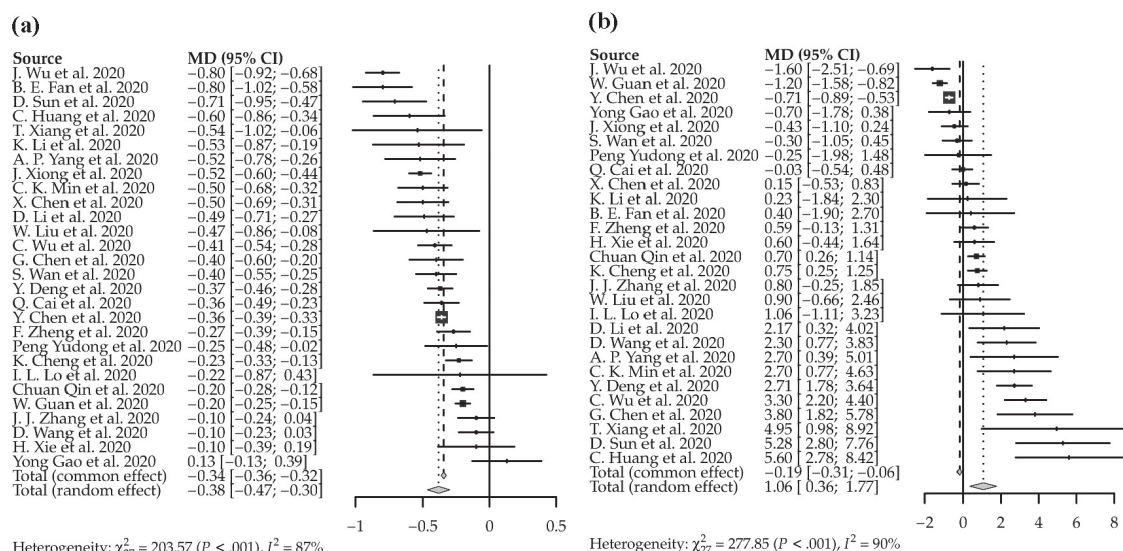 (a)
Source MD (95% CI)
J. Wu et al. 2020 −0.80 [−0.92; −0.68]
B. E. Fan et al. 2020 −0.80 [−1.02; −0.58]
D. Sun et al. 2020 −0.71 [−0.95; −0.47]
C. Huang et al. 2020 −0.60 [−0.86; −0.34]
T. Xiang et al. 2020 −0.54 [−1.02; −0.06]
K. Li et al. 2020 −0.53 [−0.87; −0.19]
A. P. Yang et al. 2020 −0.52 [−0.78; −0.26]
J. Xiong et al. 2020 −0.52 [−0.60; −0.44]
C. K. Min et al. 2020 −0.50 [−0.68; −0.32]
X. Chen et al. 2020 −0.50 [−0.69; −0.31]
D. Li et al. 2020 −0.49 [−0.71; −0.27]
W. Liu et al. 2020 −0.47 [−0.86; −0.08]
C. Wu et al. 2020 −0.41 [−0.54; −0.28]
G. Chen et al. 2020 −0.40 [−0.60; −0.20]
S. Wan et al. 2020 −0.40 [−0.55; −0.25]
Y. Deng et al. 2020 −0.37 [−0.46; −0.28]
Q. Cai et al. 2020 −0.36 [−0.49; −0.23]
Y. Chen et al. 2020 −0.36 [−0.39; −0.33]
F. Zheng et al. 2020 −0.27 [−0.39; −0.15]
Peng Yudong et al. 2020 −0.25 [−0.48; −0.02]
K. Cheng et al. 2020 −0.23 [−0.33; −0.13]
I. L. Lo et al. 2020 −0.22 [−0.87; 0.43]
Chuan Qin et al. 2020 −0.20 [−0.28; −0.12]
W. Guan et al. 2020 −0.20 [−0.25; −0.15]
J. J. Zhang et al. 2020 −0.10 [−0.24; 0.04]
D. Wang et al. 2020 −0.10 [−0.23; 0.03]
H. Xie et al. 2020 −0.10 [−0.39; 0.19]
Yong Gao et al. 2020 0.13 [−0.13; 0.39]
Total (common effect) −0.34 [−0.36; −0.32]
Total (random effect) −0.38 [−0.47; −0.30]
−1 −0.5 0 0.5
Heterogeneity: χ²₂₇ = 203.57 (P < .001), I² = 87%
(b)
Source MD (95% CI)
J. Wu et al. 2020 −1.60 [−2.51; −0.69]
W. Guan et al. 2020 −1.20 [−1.58; −0.82]
Y. Chen et al. 2020 −0.71 [−0.89; −0.53]
Yong Gao et al. 2020 −0.70 [−1.78; 0.38]
J. Xiong et al. 2020 −0.43 [−1.10; 0.24]
S. Wan et al. 2020 −0.30 [−1.05; 0.45]
Peng Yudong et al. 2020 −0.25 [−1.98; 1.48]
Q. Cai et al. 2020 −0.03 [−0.54; 0.48]
X. Chen et al. 2020 0.15 [−0.53; 0.83]
K. Li et al. 2020 0.23 [−1.84; 2.30]
B. E. Fan et al. 2020 0.40 [−1.90; 2.70]
F. Zheng et al. 2020 0.59 [−0.13; 1.31]
H. Xie et al. 2020 0.60 [−0.44; 1.64]
Chuan Qin et al. 2020 0.70 [0.26; 1.14]
K. Cheng et al. 2020 0.75 [0.25; 1.25]
J. J. Zhang et al. 2020 0.80 [−0.25; 1.85]
W. Liu et al. 2020 0.90 [−0.66; 2.46]
I. L. Lo et al. 2020 1.06 [−1.11; 3.23]
D. Li et al. 2020 2.17 [0.32; 4.02]
D. Wang et al. 2020 2.30 [0.77; 3.83]
A. P. Yang et al. 2020 2.70 [0.39; 5.01]
C. K. Min et al. 2020 2.70 [0.77; 4.63]
Y. Deng et al. 2020 2.71 [1.78; 3.64]
C. Wu et al. 2020 3.30 [2.20; 4.40]
G. Chen et al. 2020 3.80 [1.82; 5.78]
T. Xiang et al. 2020 4.95 [0.98; 8.92]
D. Sun et al. 2020 5.28 [2.80; 7.76]
C. Huang et al. 2020 5.60 [2.78; 8.42]
Total (common effect) −0.19 [−0.31; −0.06]
Total (random effect) 1.06 [0.36; 1.77]
−2 0 2 4 6 8
Heterogeneity: χ²₂₇ = 277.85 (P < .001), I² = 90%